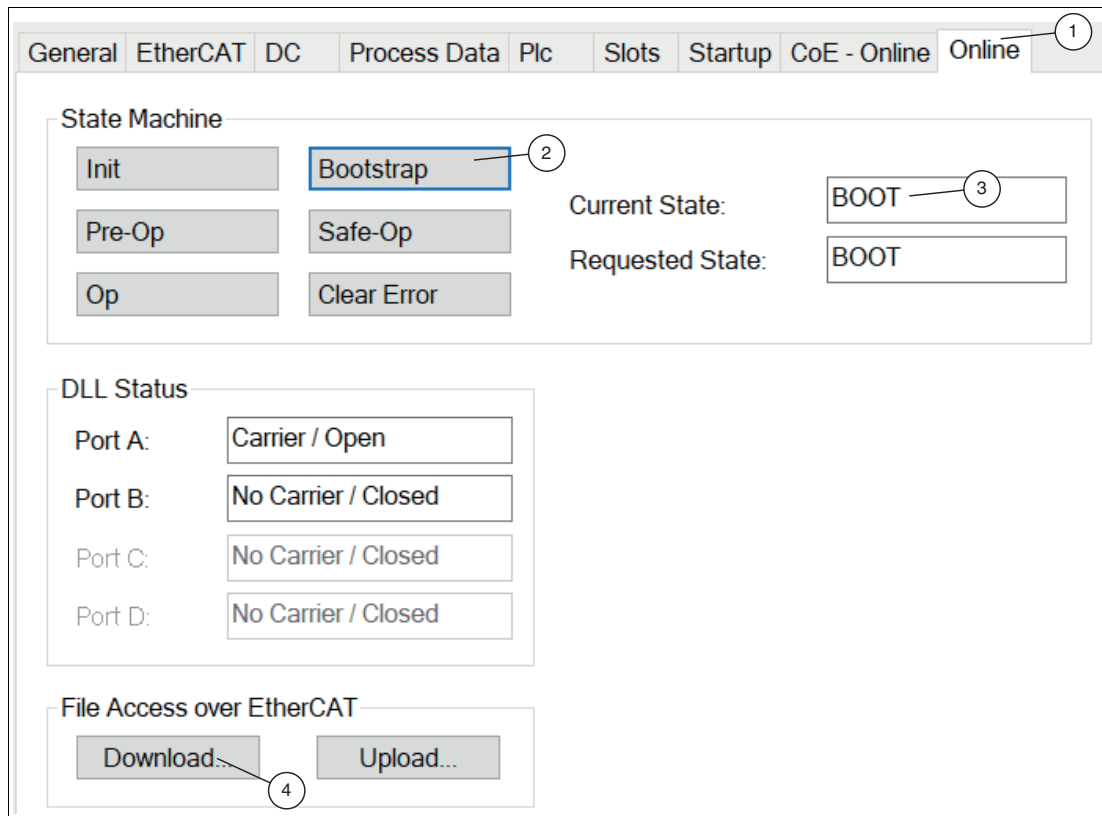 General EtherCAT DC Process Data Plc Slots Startup CoE - Online Online 1
State Machine
Init Bootstrap 2
Current State: BOOT 3
Pre-Op Safe-Op
Requested State: BOOT
Op Clear Error
DLL Status
Port A: Carrier / Open
Port B: No Carrier / Closed
Port C: No Carrier / Closed
Port D: No Carrier / Closed
File Access over EtherCAT
Download... Upload...
4